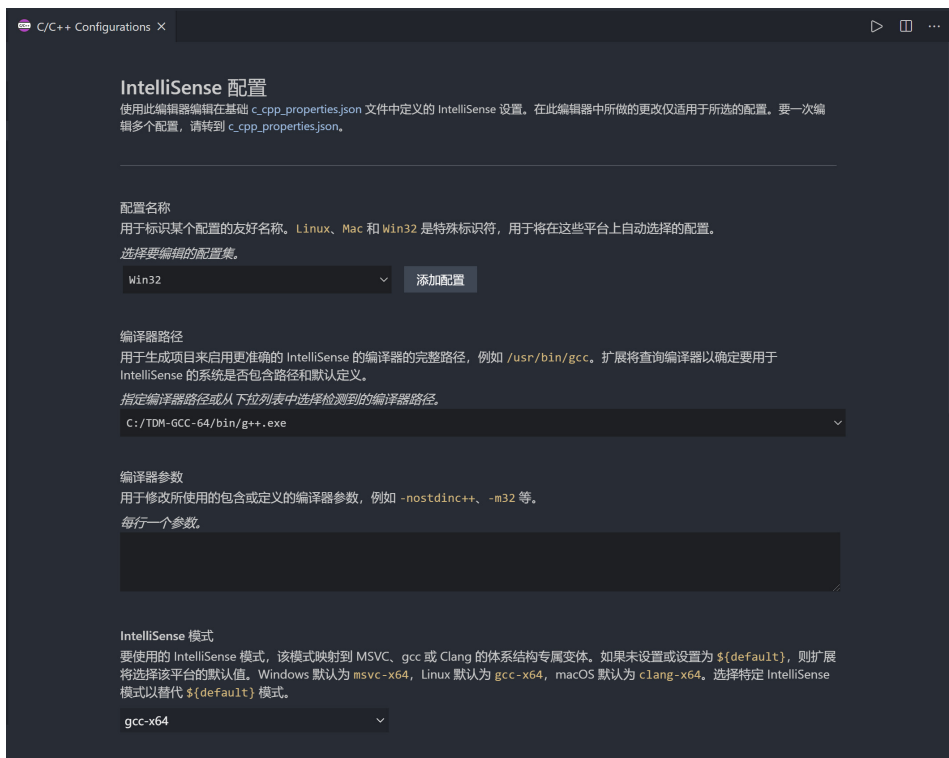 C/C++ Configurations
IntelliSense 配置
使用此编辑器编辑在基础 c_cpp_properties.json 文件中定义的 IntelliSense 设置。在此编辑器中所做的更改仅适用于所选的配置。要一次编
辑多个配置，请转到 c_cpp_properties.json。
配置名称
用于标识某个配置的友好名称。Linux、Mac 和 Win32 是特殊标识符，用于将在这些平台上自动选择的配置。
选择要编辑的配置集。
Win32 添加配置
编译器路径
用于生成项目来启用更准确的 IntelliSense 的编译器的完整路径，例如 /usr/bin/gcc。扩展将查询编译器以确定要用于
IntelliSense 的系统是否包含路径和默认定义。
指定编译器路径或从下拉列表中选择检测到的编译器路径。
C:/TDM-GCC-64/bin/g++.exe
编译器参数
用于修改所使用的包含或定义的编译器参数，例如 -nostdinc++、-m32 等。
每行一个参数。
IntelliSense 模式
要使用的 IntelliSense 模式，该模式映射到 MSVC、gcc 或 Clang 的体系结构专属变体。如果未设置或设置为 ${default}，则扩展
将选择该平台的默认值。Windows 默认为 msvc-x64，Linux 默认为 gcc-x64，macOS 默认为 clang-x64。选择特定 IntelliSense
模式以替代 ${default} 模式。
gcc-x64